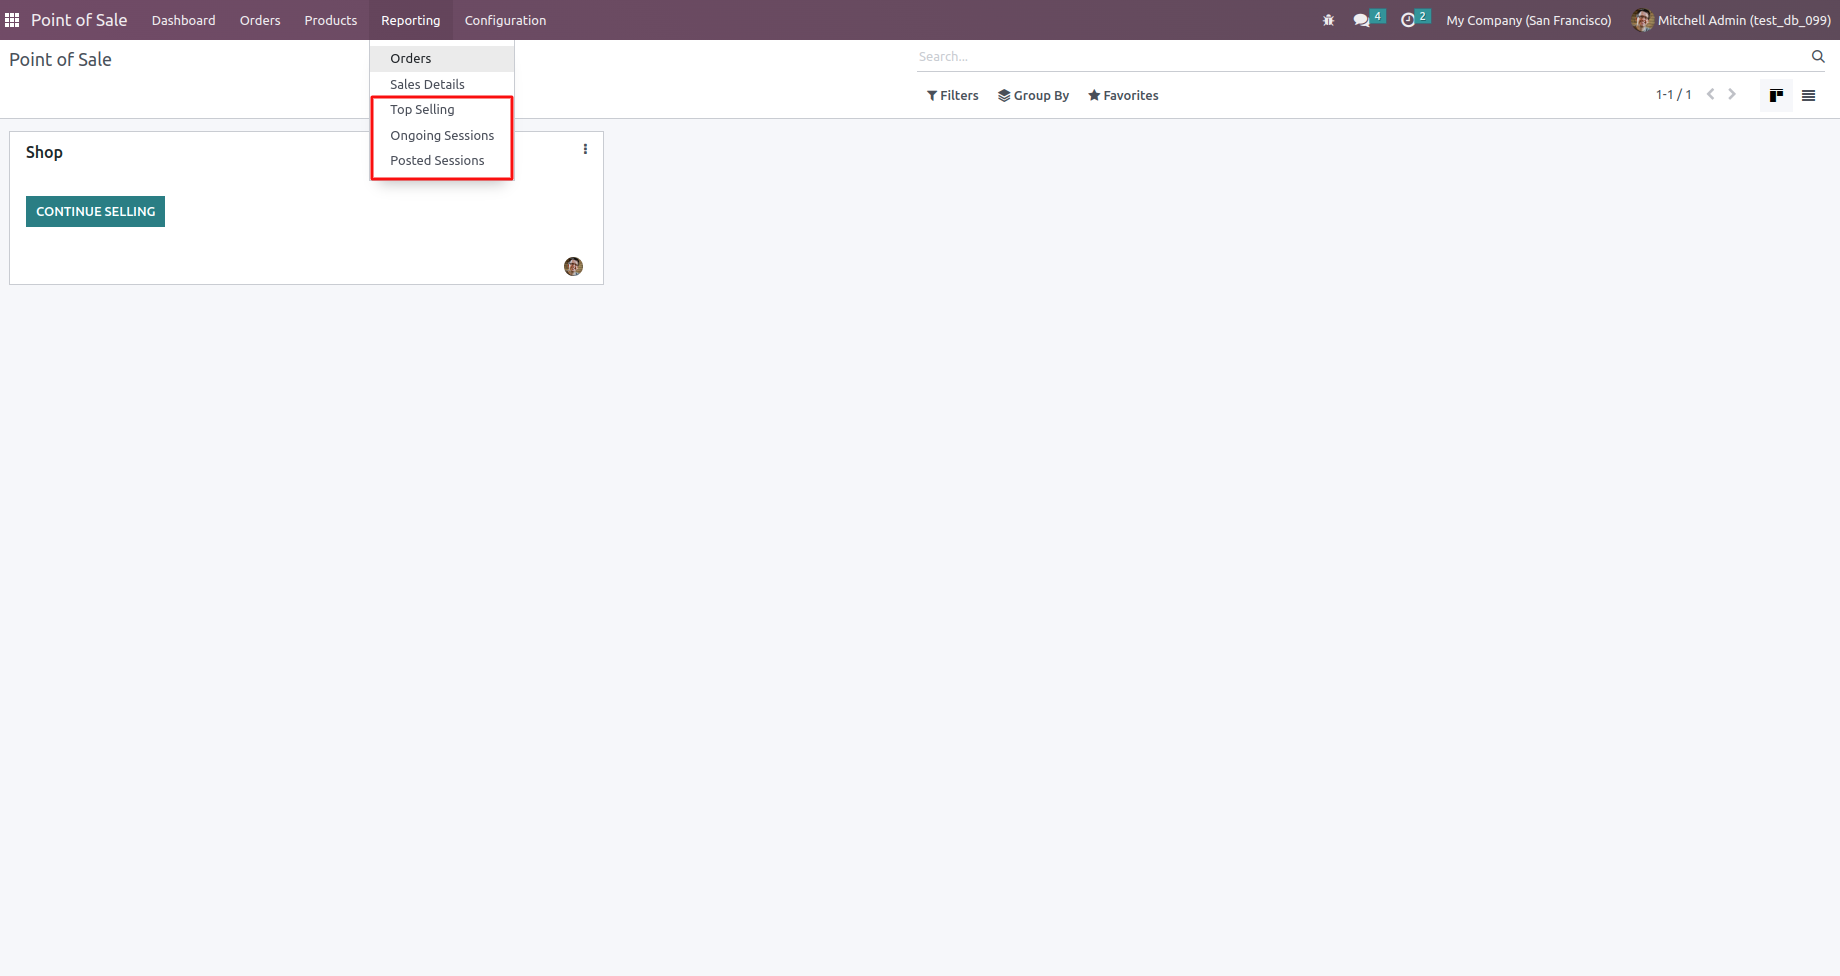 Point of Sale Dashboard Orders Products Reporting Configuration 4 2 My Company (San Francisco) Mitchell Admin (test_db_099)
Point of Sale
Search...
Filters Group By Favorites 1-1 / 1
Orders
Sales Details
Top Selling
Ongoing Sessions
Posted Sessions
Shop
CONTINUE SELLING